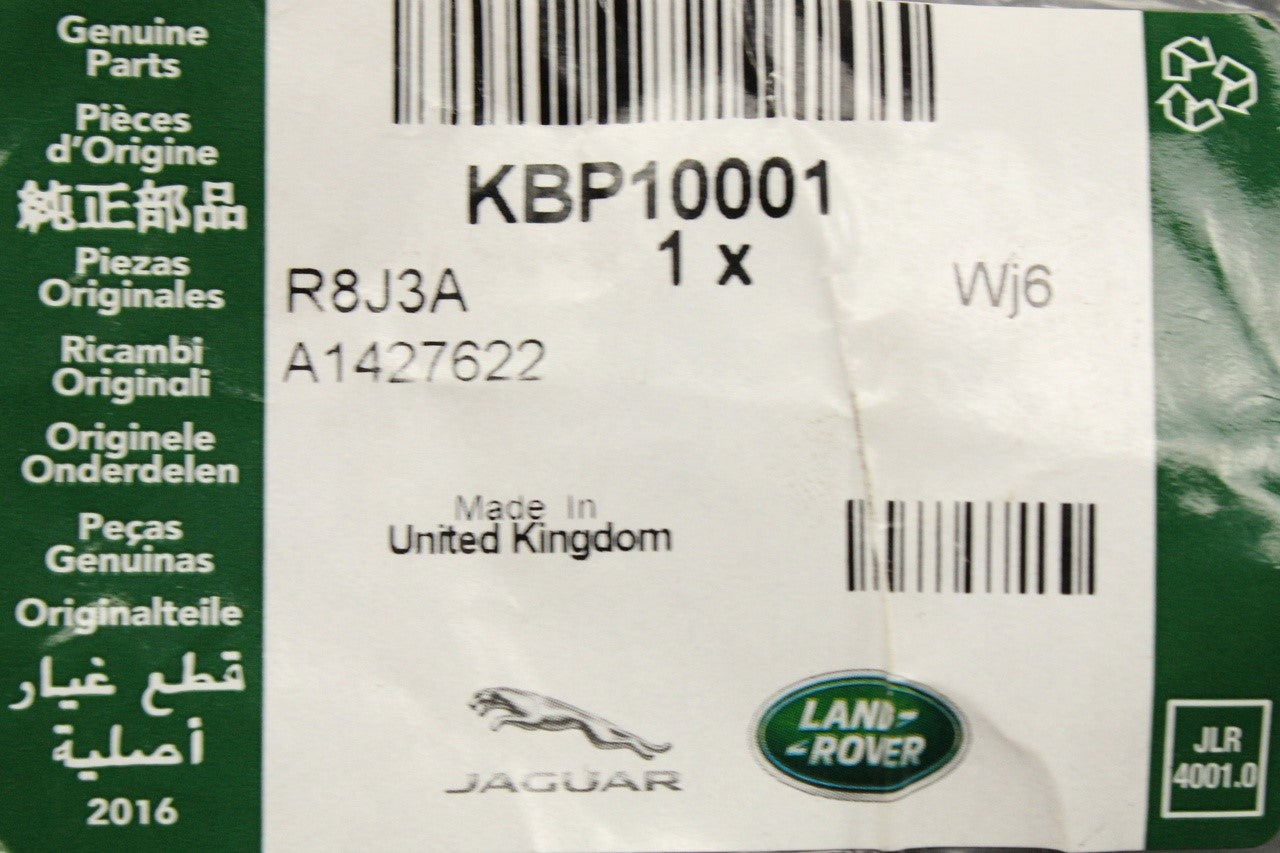 Genuine
Parts
Pièces
d'Origine
純正部品
Piezas
Originales
Ricambi
Originali
Originele
Onderdelen
Peças
Genuinas
Originalteile
قطع غيار
أصلية
2016
KBP10001
1 x
R8J3A
Wj6
A1427622
Made In
United Kingdom
JAGUAR
LAND
ROVER
JLR
4001.0